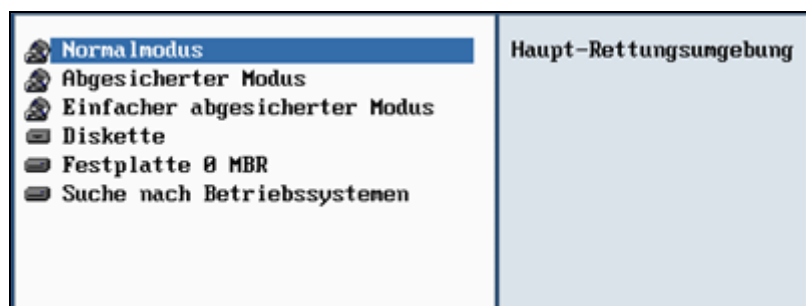 Normalmodus
Abgesicherter Modus
Einfacher abgesicherter Modus
Diskette
Festplatte 0 MBR
Suche nach Betriebssystemen
Haupt-Rettungsumgebung